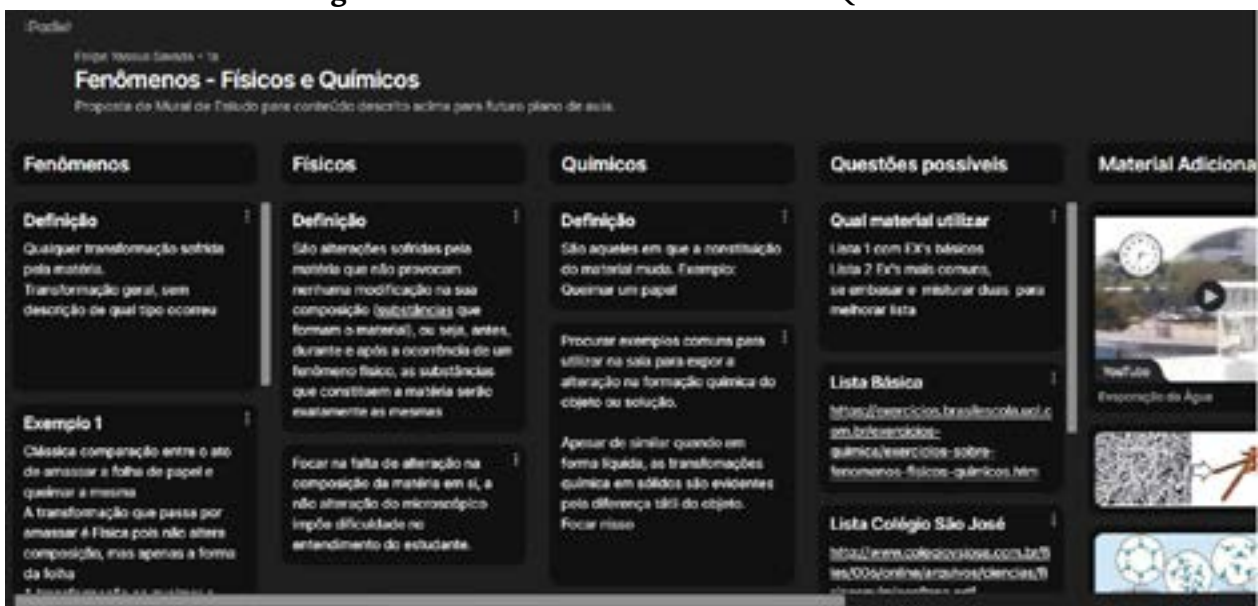 :Padlet
Fenômenos - Físicos e Químicos
Proposta de Mural de Estudo para conteúdo descrito acima para futuro plano de aula.
Fenômenos
Definição
Qualquer transformação sofrida
pela matéria.
Transformação geral, sem
descrição de qual tipo ocorreu
Exemplo 1
Clássica comparação entre o ato
de amassar a folha de papel e
queimar a mesma
A transformação que passa por
amassar é Física pois não altera
composição, mas apenas a forma
da folha
Físicos
Definição
São alterações sofridas pela
matéria que não provocam
nenhuma modificação na sua
composição (substâncias que
formam o material), ou seja, antes,
durante e após a ocorrência de um
fenômeno físico, as substâncias
que constituem a matéria serão
exatamente as mesmas
Focar na falta de alteração na
composição da matéria em si, a
não alteração do microscópico
impõe dificuldade no
entendimento do estudante.
Químicos
Definição
São aqueles em que a constituição
do material muda. Exemplo:
Queimar um papel
Procurar exemplos comuns para
utilizar na sala para expor a
alteração na formação química do
objeto ou solução.
Apesar de similar quando em
forma líquida, as transfomações
química em sólidos são evidentes
pela diferença tátil do objeto.
Focar nisso
Questões possíveis
Qual material utilizar
Lista 1 com EX's básicos
Lista 2 Ex's mais comuns,
se embasar e misturar duas para
melhorar lista
Lista Básica
https://exercicios.brasilescola.uol.c
om.br/exercicios-
quimica/exercicios-sobre-
fenomenos-fisicos-quimicos.htm
Lista Colégio São José
Material Adiciona
YouTube
Evaporação da Água